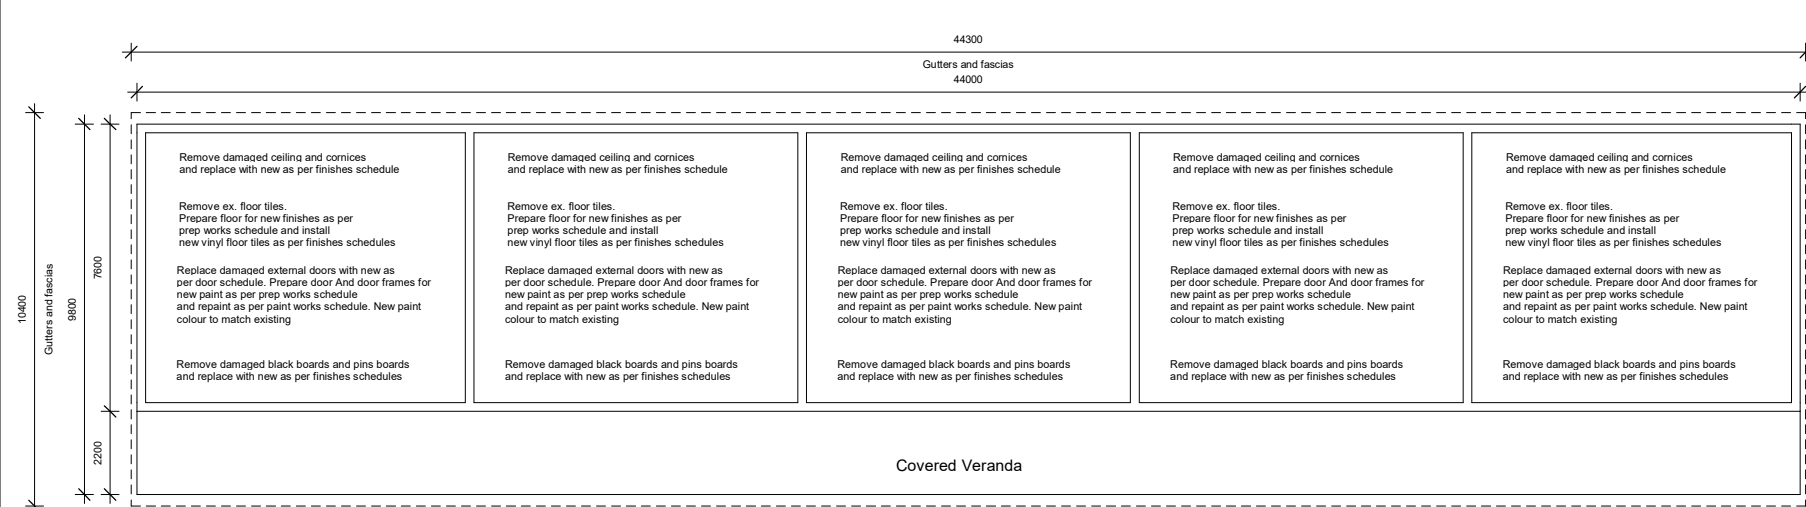 44300
Gutters and fascias
44000
10400
Gutters and fascias
9800
7600
2200
Remove damaged ceiling and cornices
and replace with new as per finishes schedule
Remove ex. floor tiles.
Prepare floor for new finishes as per
prep works schedule and install
new vinyl floor tiles as per finishes schedules
Replace damaged external doors with new as
per door schedule. Prepare door And door frames for
new paint as per prep works schedule
and repaint as per paint works schedule. New paint
colour to match existing
Remove damaged black boards and pins boards
and replace with new as per finishes schedules
Remove damaged ceiling and cornices
and replace with new as per finishes schedule
Remove ex. floor tiles.
Prepare floor for new finishes as per
prep works schedule and install
new vinyl floor tiles as per finishes schedules
Replace damaged external doors with new as
per door schedule. Prepare door And door frames for
new paint as per prep works schedule
and repaint as per paint works schedule. New paint
colour to match existing
Remove damaged black boards and pins boards
and replace with new as per finishes schedules
Remove damaged ceiling and cornices
and replace with new as per finishes schedule
Remove ex. floor tiles.
Prepare floor for new finishes as per
prep works schedule and install
new vinyl floor tiles as per finishes schedules
Replace damaged external doors with new as
per door schedule. Prepare door And door frames for
new paint as per prep works schedule
and repaint as per paint works schedule. New paint
colour to match existing
Remove damaged black boards and pins boards
and replace with new as per finishes schedules
Remove damaged ceiling and cornices
and replace with new as per finishes schedule
Remove ex. floor tiles.
Prepare floor for new finishes as per
prep works schedule and install
new vinyl floor tiles as per finishes schedules
Replace damaged external doors with new as
per door schedule. Prepare door And door frames for
new paint as per prep works schedule
and repaint as per paint works schedule. New paint
colour to match existing
Remove damaged black boards and pins boards
and replace with new as per finishes schedules
Remove damaged ceiling and cornices
and replace with new as per finishes schedule
Remove ex. floor tiles.
Prepare floor for new finishes as per
prep works schedule and install
new vinyl floor tiles as per finishes schedules
Replace damaged external doors with new as
per door schedule. Prepare door And door frames for
new paint as per prep works schedule
and repaint as per paint works schedule. New paint
colour to match existing
Remove damaged black boards and pins boards
and replace with new as per finishes schedules
Covered Veranda